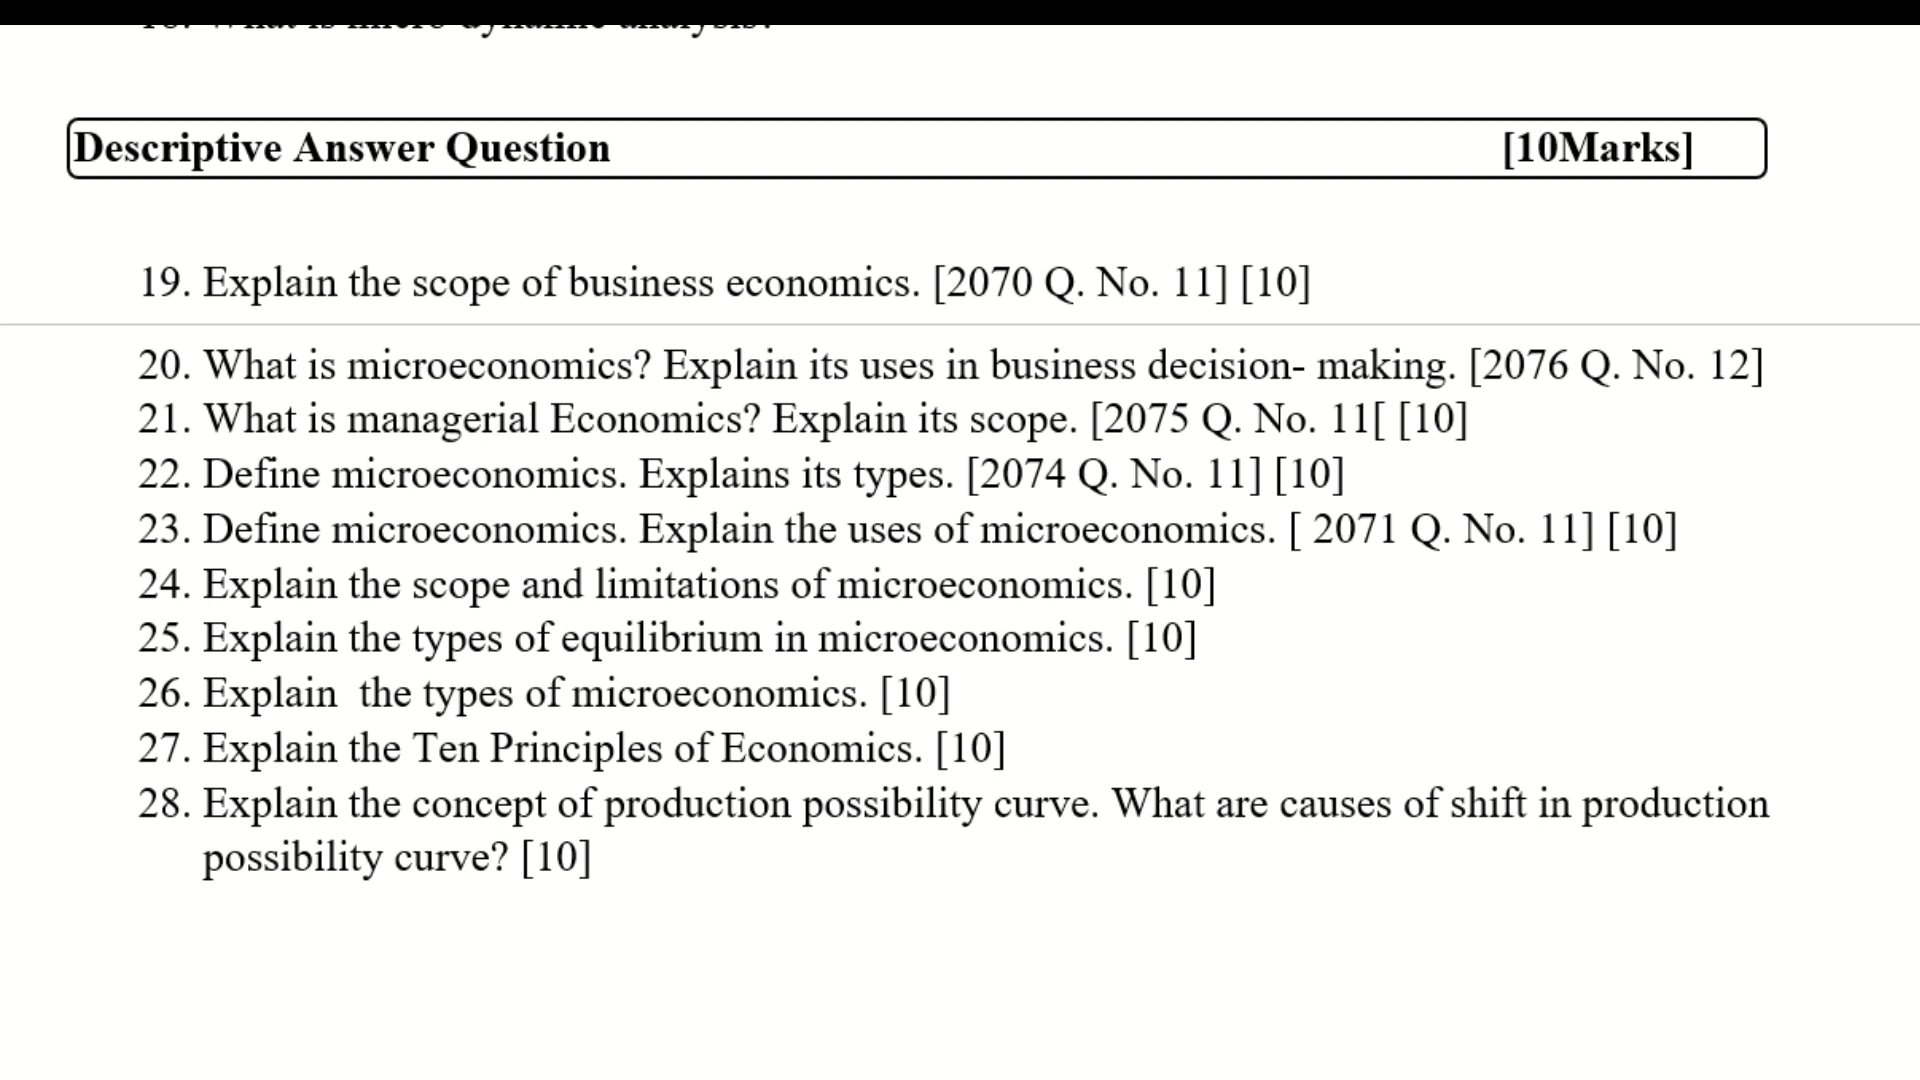 18. What is micro dynamic analysis?
Descriptive Answer Question [10Marks]
19. Explain the scope of business economics. [2070 Q. No. 11] [10]
20. What is microeconomics? Explain its uses in business decision- making. [2076 Q. No. 12]
21. What is managerial Economics? Explain its scope. [2075 Q. No. 11[ [10]
22. Define microeconomics. Explains its types. [2074 Q. No. 11] [10]
23. Define microeconomics. Explain the uses of microeconomics. [ 2071 Q. No. 11] [10]
24. Explain the scope and limitations of microeconomics. [10]
25. Explain the types of equilibrium in microeconomics. [10]
26. Explain  the types of microeconomics. [10]
27. Explain the Ten Principles of Economics. [10]
28. Explain the concept of production possibility curve. What are causes of shift in production
possibility curve? [10]